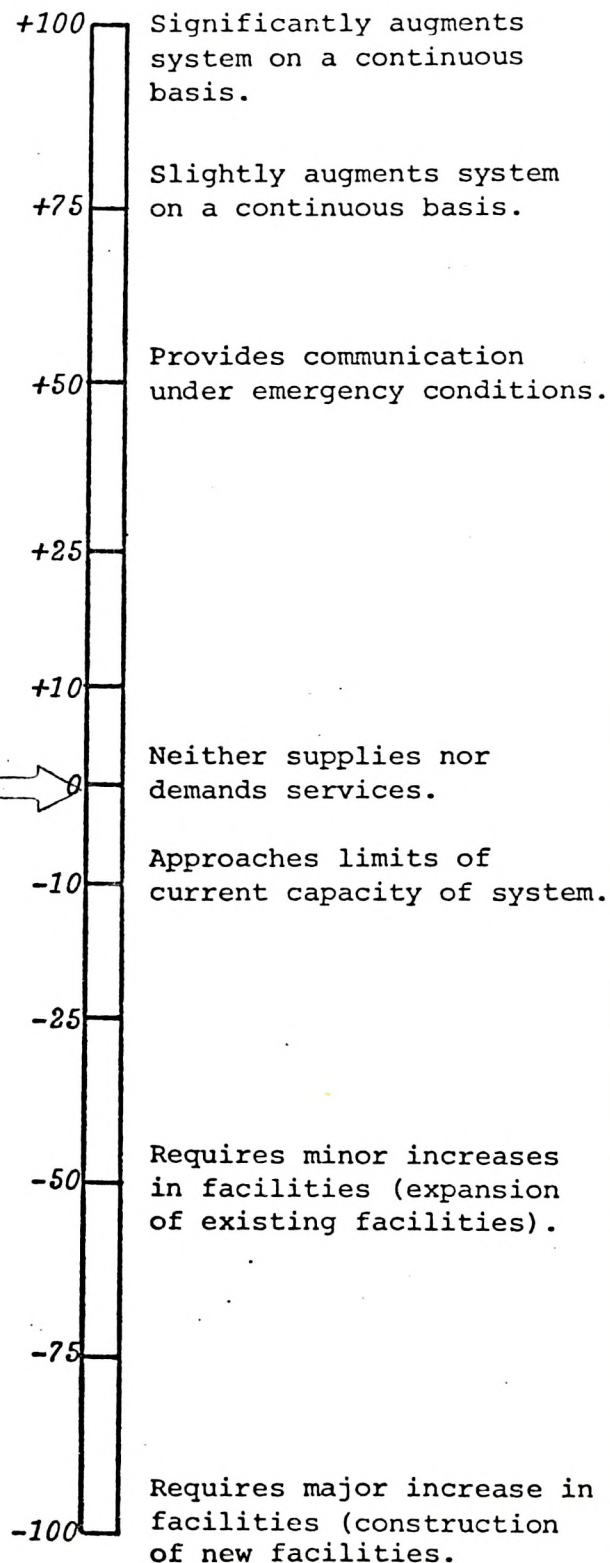 +100 Significantly augments
system on a continuous
basis.
Slightly augments system
+75 on a continuous basis.
Provides communication
+50 under emergency conditions.
+25
+10
Neither supplies nor
0 demands services.
Approaches limits of
-10 current capacity of system.
-25
Requires minor increases
-50 in facilities (expansion
of existing facilities).
-75
Requires major increase in
-100 facilities (construction
of new facilities.